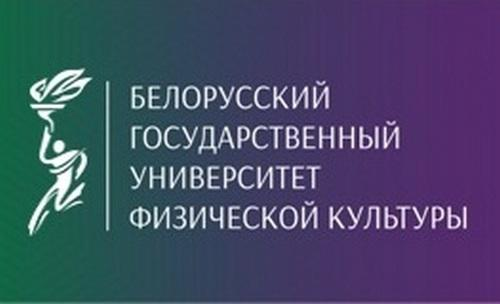 БЕЛОРУССКИЙ
ГОСУДАРСТВЕННЫЙ
УНИВЕРСИТЕТ
ФИЗИЧЕСКОЙ КУЛЬТУРЫ